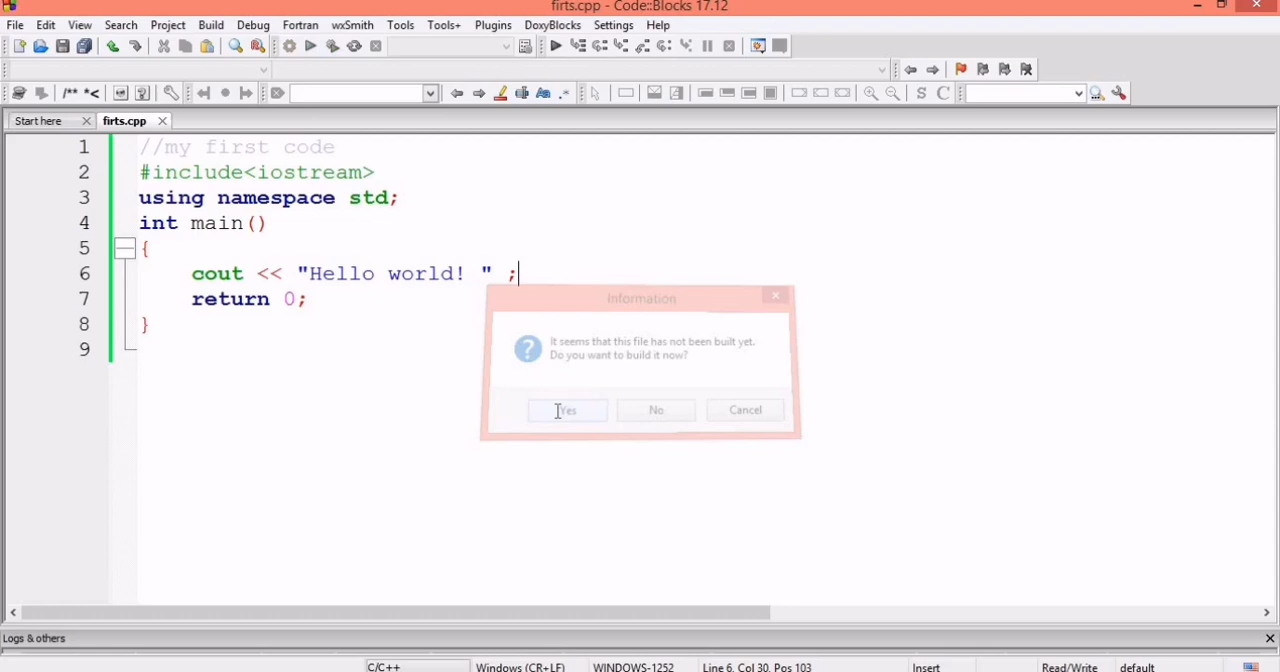 firts.cpp - Code::Blocks 17.12
File Edit View Search Project Build Debug Fortran wxSmith Tools Tools+ Plugins DoxyBlocks Settings Help
/** *<
S C
Start here firts.cpp
1 //my first code
2 #include<iostream>
3 using namespace std;
4 int main()
5 {
6 cout << "Hello world! " ;
7 return 0;
8 }
9
Information
It seems that this file has not been built yet.
Do you want to build it now?
Yes No Cancel
Logs & others
C/C++ Windows (CR+LF) WINDOWS-1252 Line 6, Col 30, Pos 103 Insert Read/Write default